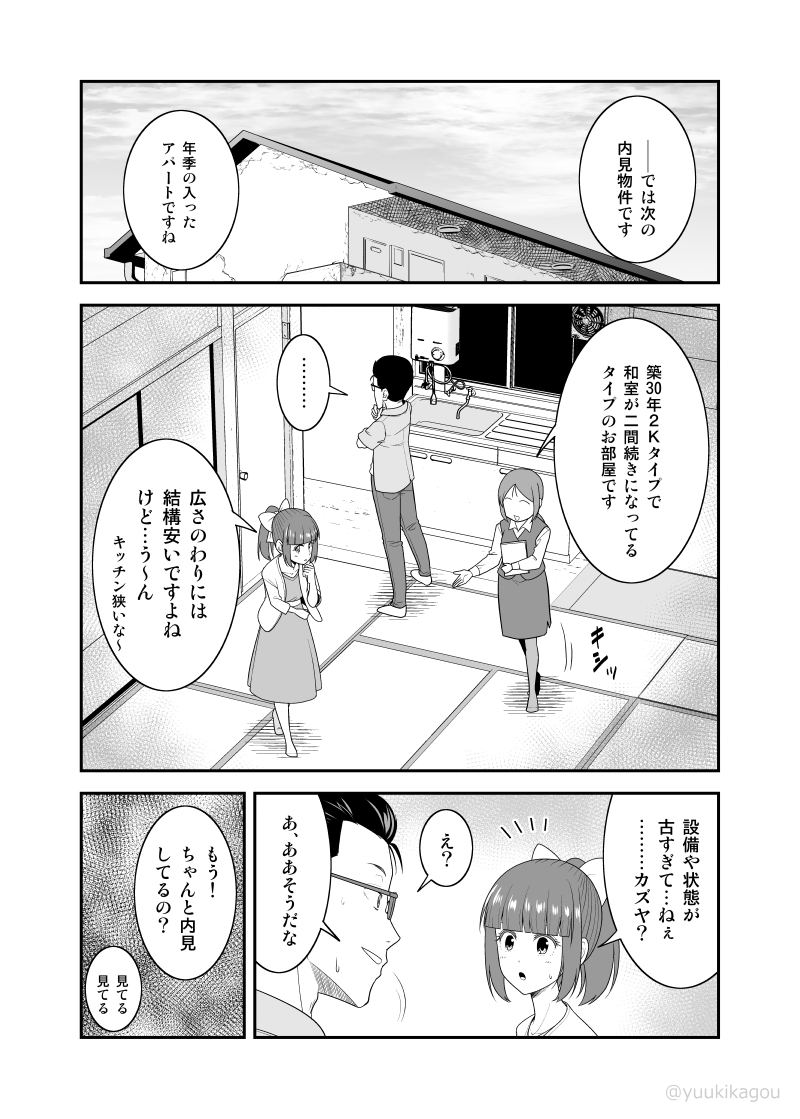 ――では次の
内見物件です
年季の入った
アパートですね
築30年2Kタイプで
和室が二間続きになってる
タイプのお部屋です
………
キシッ
広さのわりには
結構安いですよね
けど…う～ん
キッチン狭いな～
設備や状態が
古すぎて…ねぇ
………カズヤ？
え？
あ、ああそうだな
もう！
ちゃんと内見
してるの？
見てる
見てる
@yuukikagou